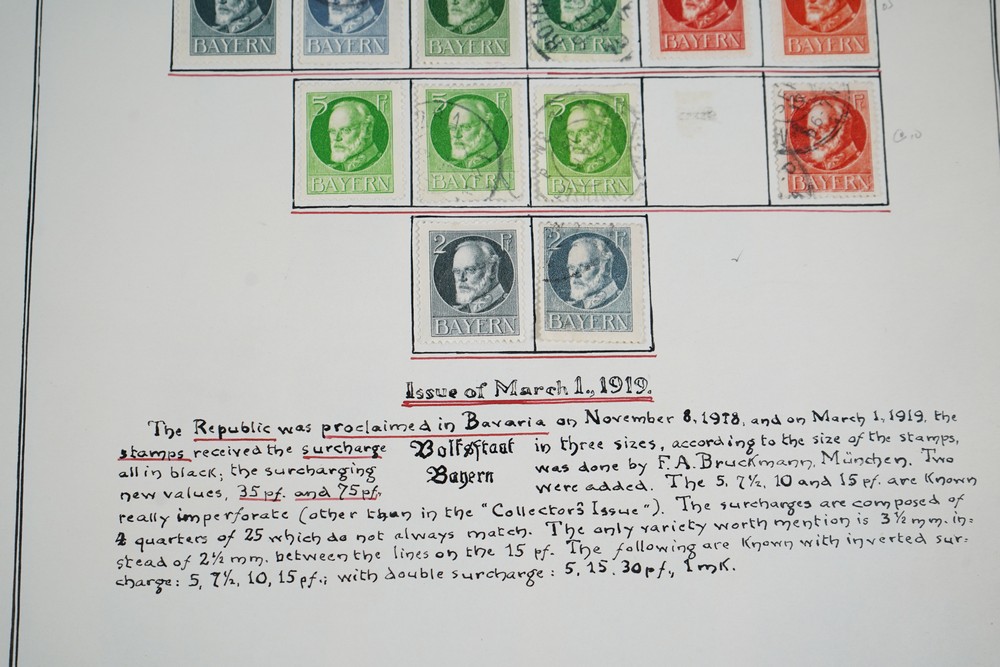 BAYERN BAYERN BAYERN BAYERN BAYERN BAYERN
5 Pf 5 Pf 5 Pf
BAYERN BAYERN BAYERN BAYERN
2 Pf 2 Pf
BAYERN BAYERN
Issue of March 1., 1919.
The Republic was proclaimed in Bavaria on November 8, 1918, and on March 1, 1919, the
stamps received the surcharge Volksstaat in three sizes, according to the size of the stamps,
all in black; the surcharging Bayern was done by F.A. Bruckmann, München. Two
new values, 35 pf. and 75 pf, were added. The 5, 7½, 10 and 15 pf. are Known
really imperforate (other than in the "Collector's Issue"). The surcharges are composed of
4 quarters of 25 which do not always match. The only variety worth mention is 3½ mm. in-
stead of 2½ mm. between the lines on the 15 pf. The following are Known with inverted sur-
charge: 5, 7½, 10, 15 pf.; with double surcharge: 5, 15. 30 pf., 1 mK.